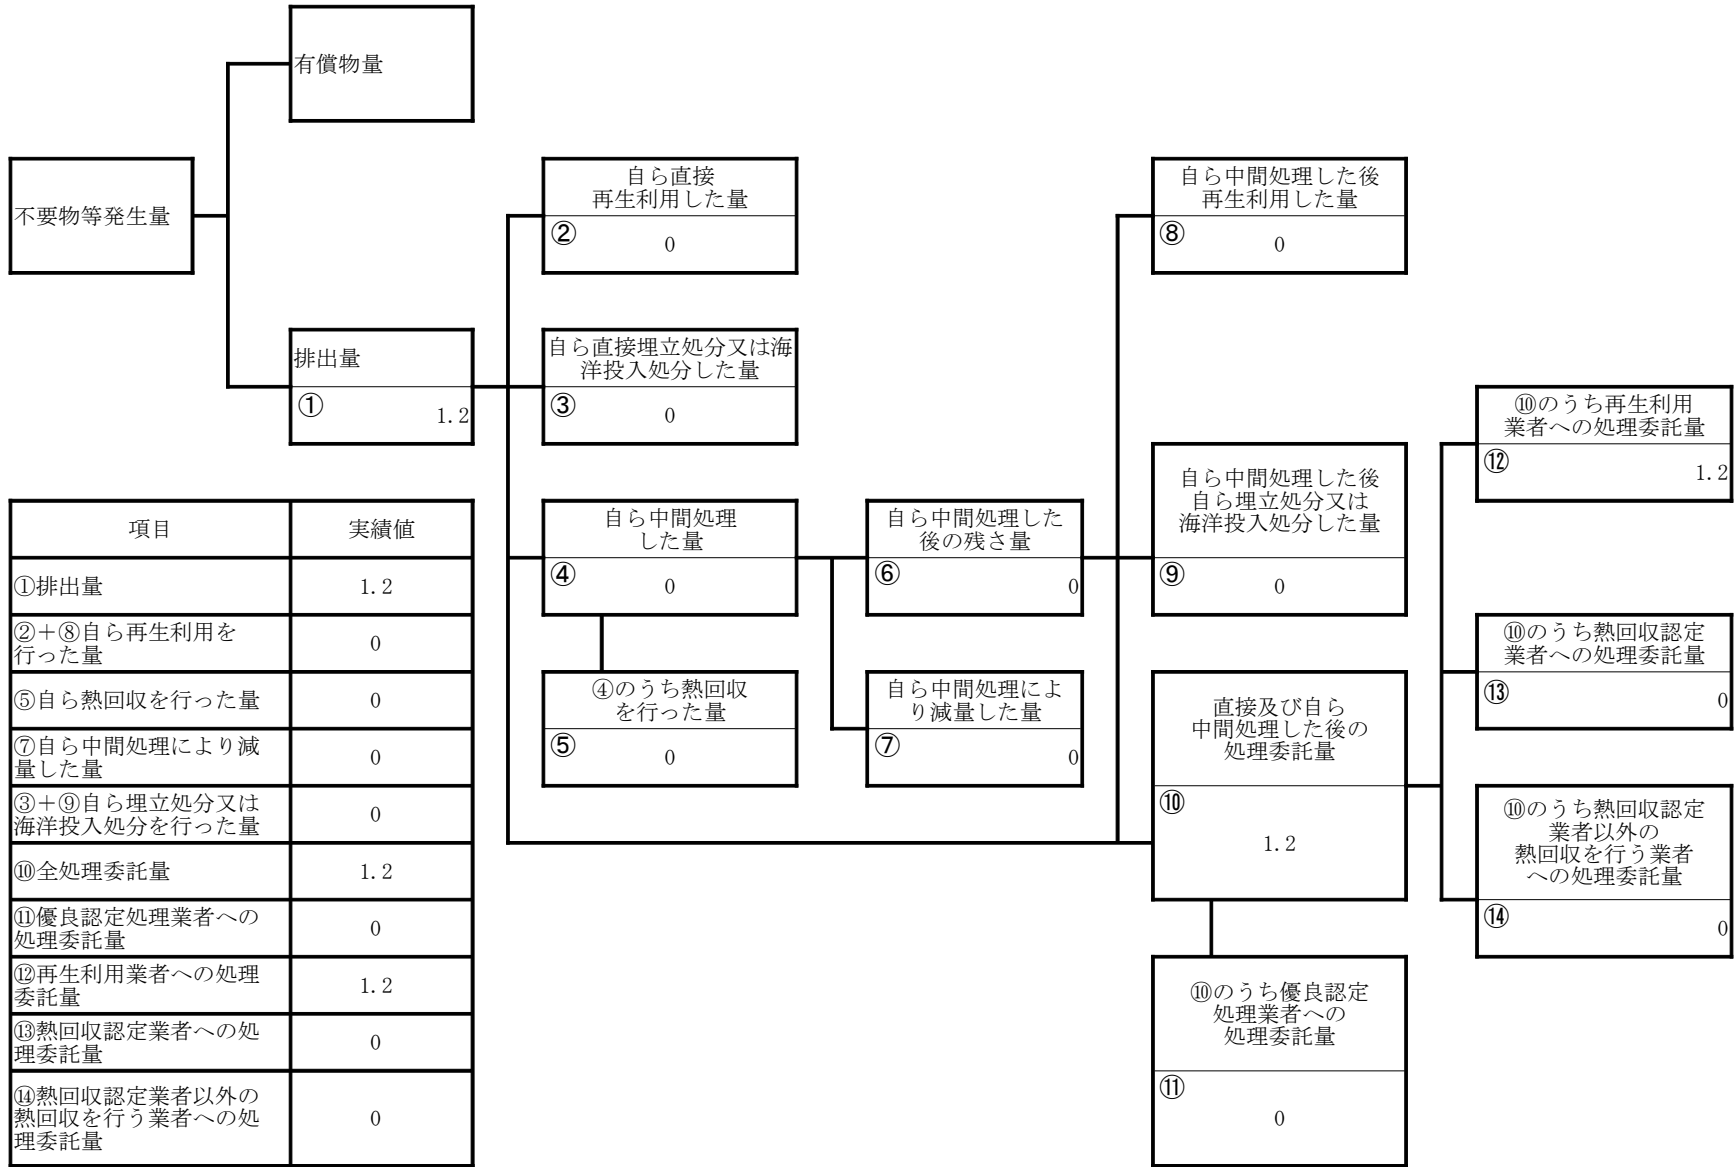 有償物量
不要物等発生量
自ら直接
再生利用した量
②
0
自ら中間処理した後
再生利用した量
⑧
0
排出量
①
1.2
自ら直接埋立処分又は海
洋投入処分した量
③
0
⑩のうち再生利用
業者への処理委託量
⑫
1.2
自ら中間処理
した量
④
0
自ら中間処理した
後の残さ量
⑥
0
自ら中間処理した後
自ら埋立処分又は
海洋投入処分した量
⑨
0
⑩のうち熱回収認定
業者への処理委託量
⑬
0
④のうち熱回収
を行った量
⑤
0
自ら中間処理によ
り減量した量
⑦
0
直接及び自ら
中間処理した後の
処理委託量
⑩
1.2
⑩のうち熱回収認定
業者以外の
熱回収を行う業者
への処理委託量
⑭
0
⑩のうち優良認定
処理業者への
処理委託量
⑪
0
項目 実績値
①排出量 1.2
②＋⑧自ら再生利用を
行った量 0
⑤自ら熱回収を行った量 0
⑦自ら中間処理により減
量した量 0
③＋⑨自ら埋立処分又は
海洋投入処分を行った量 0
⑩全処理委託量 1.2
⑪優良認定処理業者への
処理委託量 0
⑫再生利用業者への処理
委託量 1.2
⑬熱回収認定業者への処
理委託量 0
⑭熱回収認定業者以外の
熱回収を行う業者への処 0
理委託量